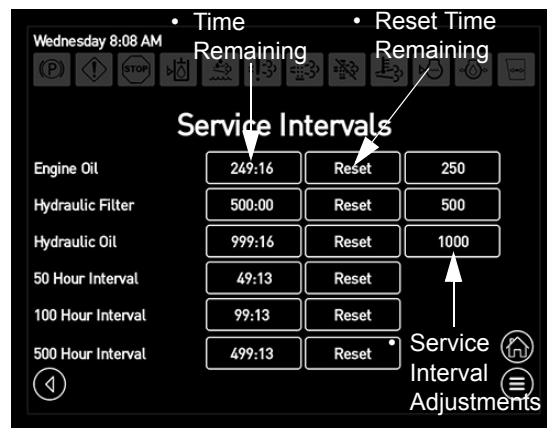 • Time Remaining
• Reset Time Remaining
Wednesday 8:08 AM
(P)
STOP
Service Intervals
Engine Oil 249:16 Reset 250
Hydraulic Filter 500:00 Reset 500
Hydraulic Oil 999:16 Reset 1000
50 Hour Interval 49:13 Reset
100 Hour Interval 99:13 Reset
500 Hour Interval 499:13 Reset
Service
Interval
Adjustments